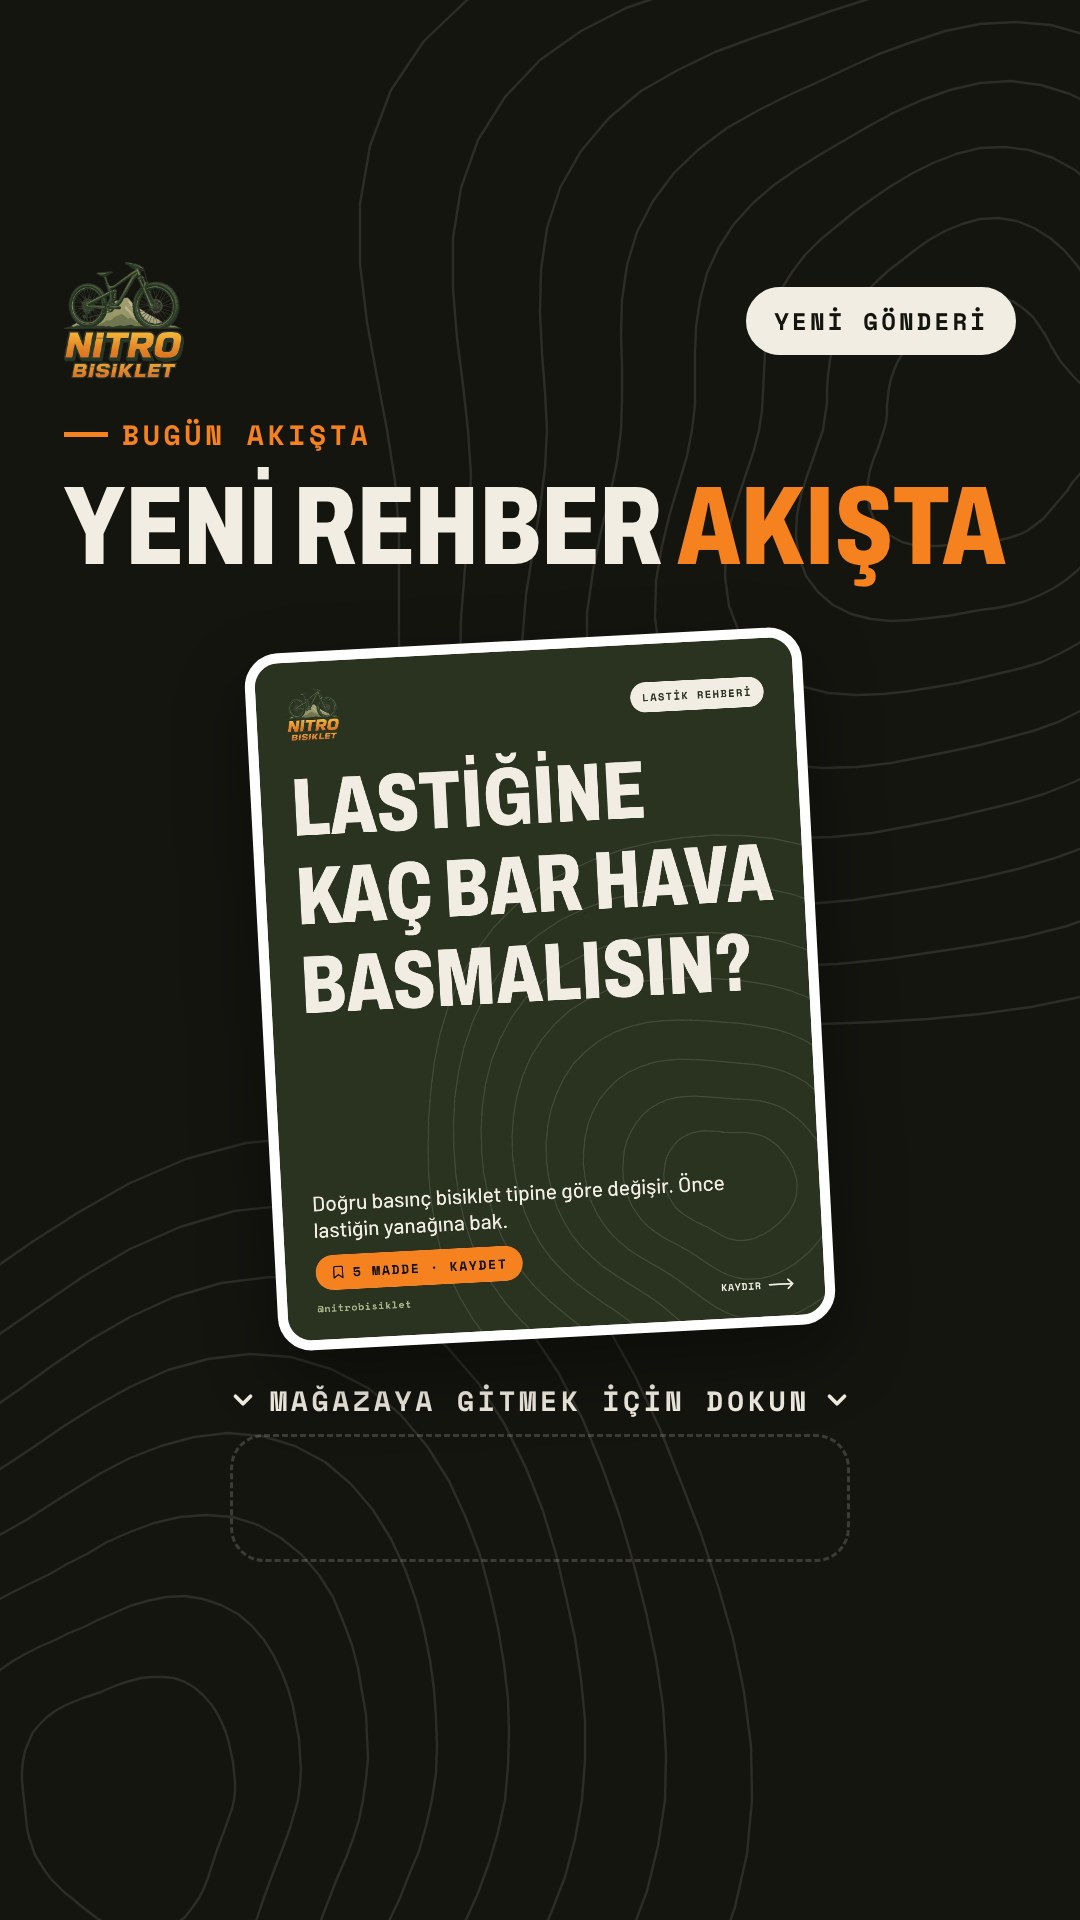 NiTRO
BiSiKLET
YENİ GÖNDERİ
BUGÜN AKIŞTA
YENİ REHBER AKIŞTA
NiTRO
BiSiKLET
LASTİK REHBERİ
LASTİĞİNE
KAÇ BAR HAVA
BASMALISIN?
Doğru basınç bisiklet tipine göre değişir. Önce
lastiğin yanağına bak.
5 MADDE · KAYDET
@nitrobisiklet
KAYDIR
MAĞAZAYA GİTMEK İÇİN DOKUN